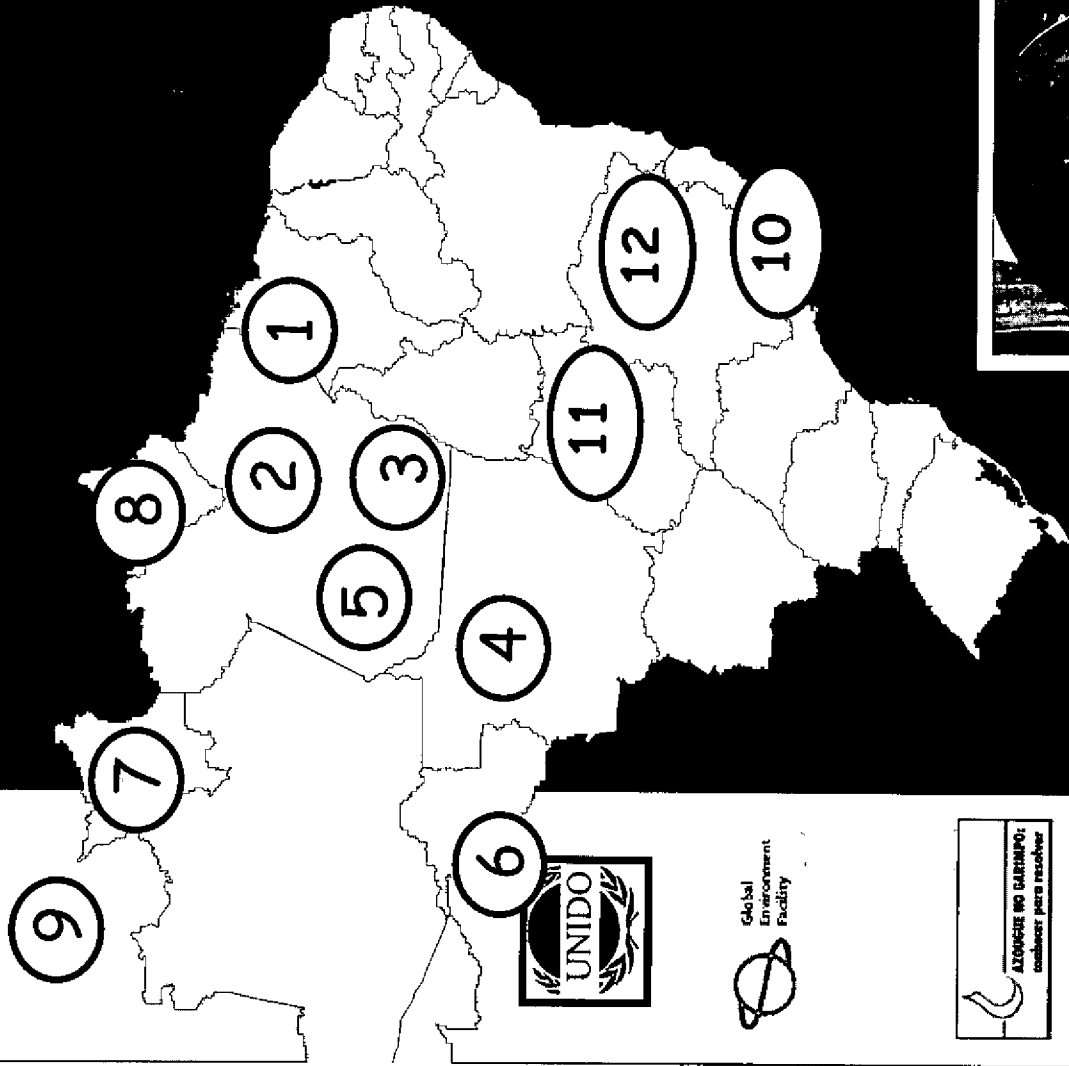 9
7
8
1
2
3
5
4
6
11
12
10
UNIDO
Global
Environment
Facility
AZOUGUE NO GARIMPO:
conhecer para resolver